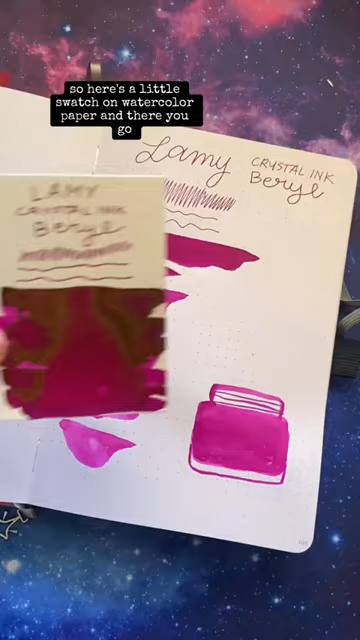 so here's a little
swatch on watercolor
paper and there you
go
Lamy
CRYSTAL INK
Beryl
LAMY
CRYSTAL INK
Beryl